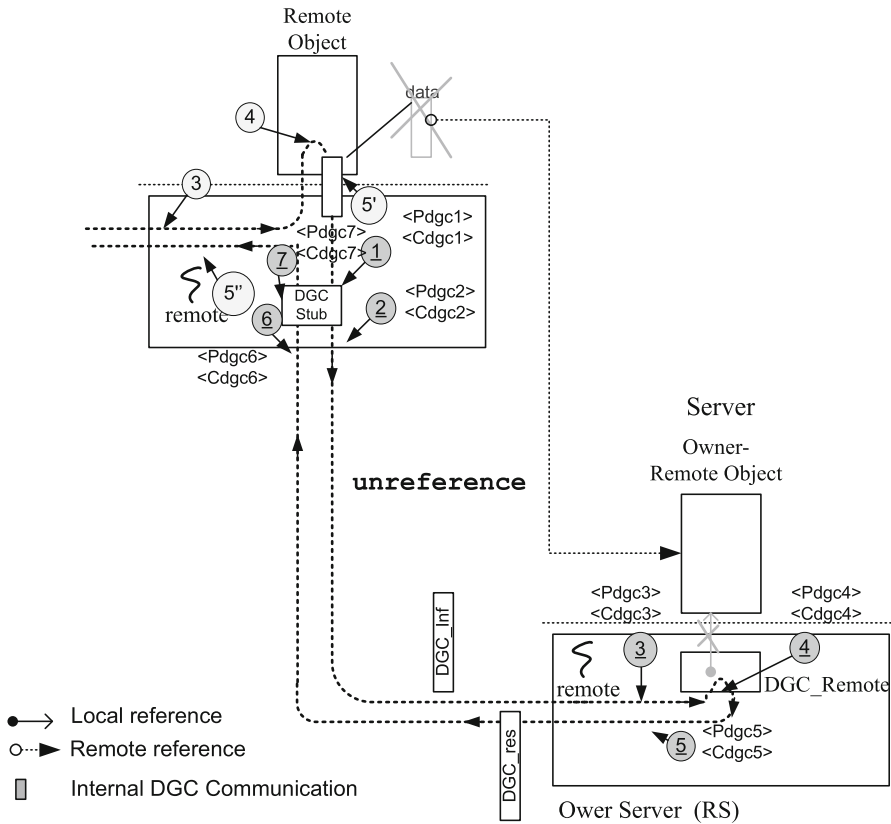 Remote
Object
data
4
3
5'
<Pdgc1>
<Cdgc1>
<Pdgc7>
<Cdgc7>
7
1
DGC
Stub
<Pdgc2>
<Cdgc2>
5''
remote
6
2
<Pdgc6>
<Cdgc6>
Server
Owner-
Remote Object
unreference
<Pdgc3>
<Cdgc3>
<Pdgc4>
<Cdgc4>
DGC_Inf
3
4
remote
DGC_Remote
<Pdgc5>
<Cdgc5>
5
DGC_res
Ower Server (RS)
Local reference
Remote reference
Internal DGC Communication